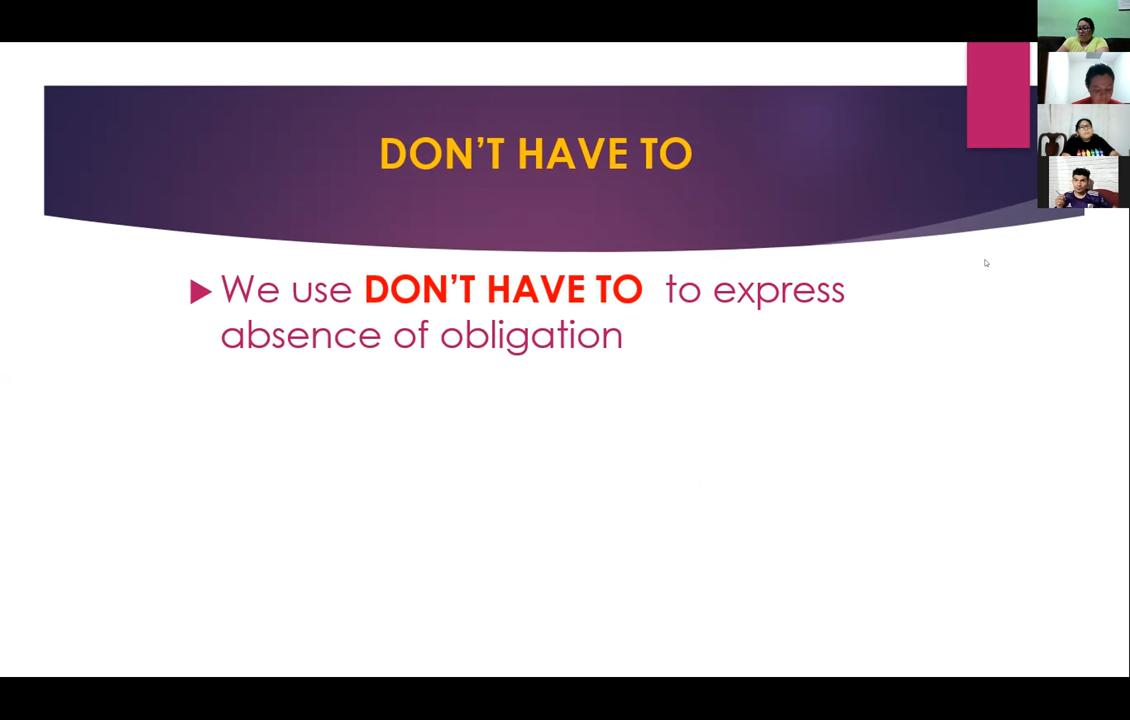 DON’T HAVE TO
We use DON’T HAVE TO to express
absence of obligation